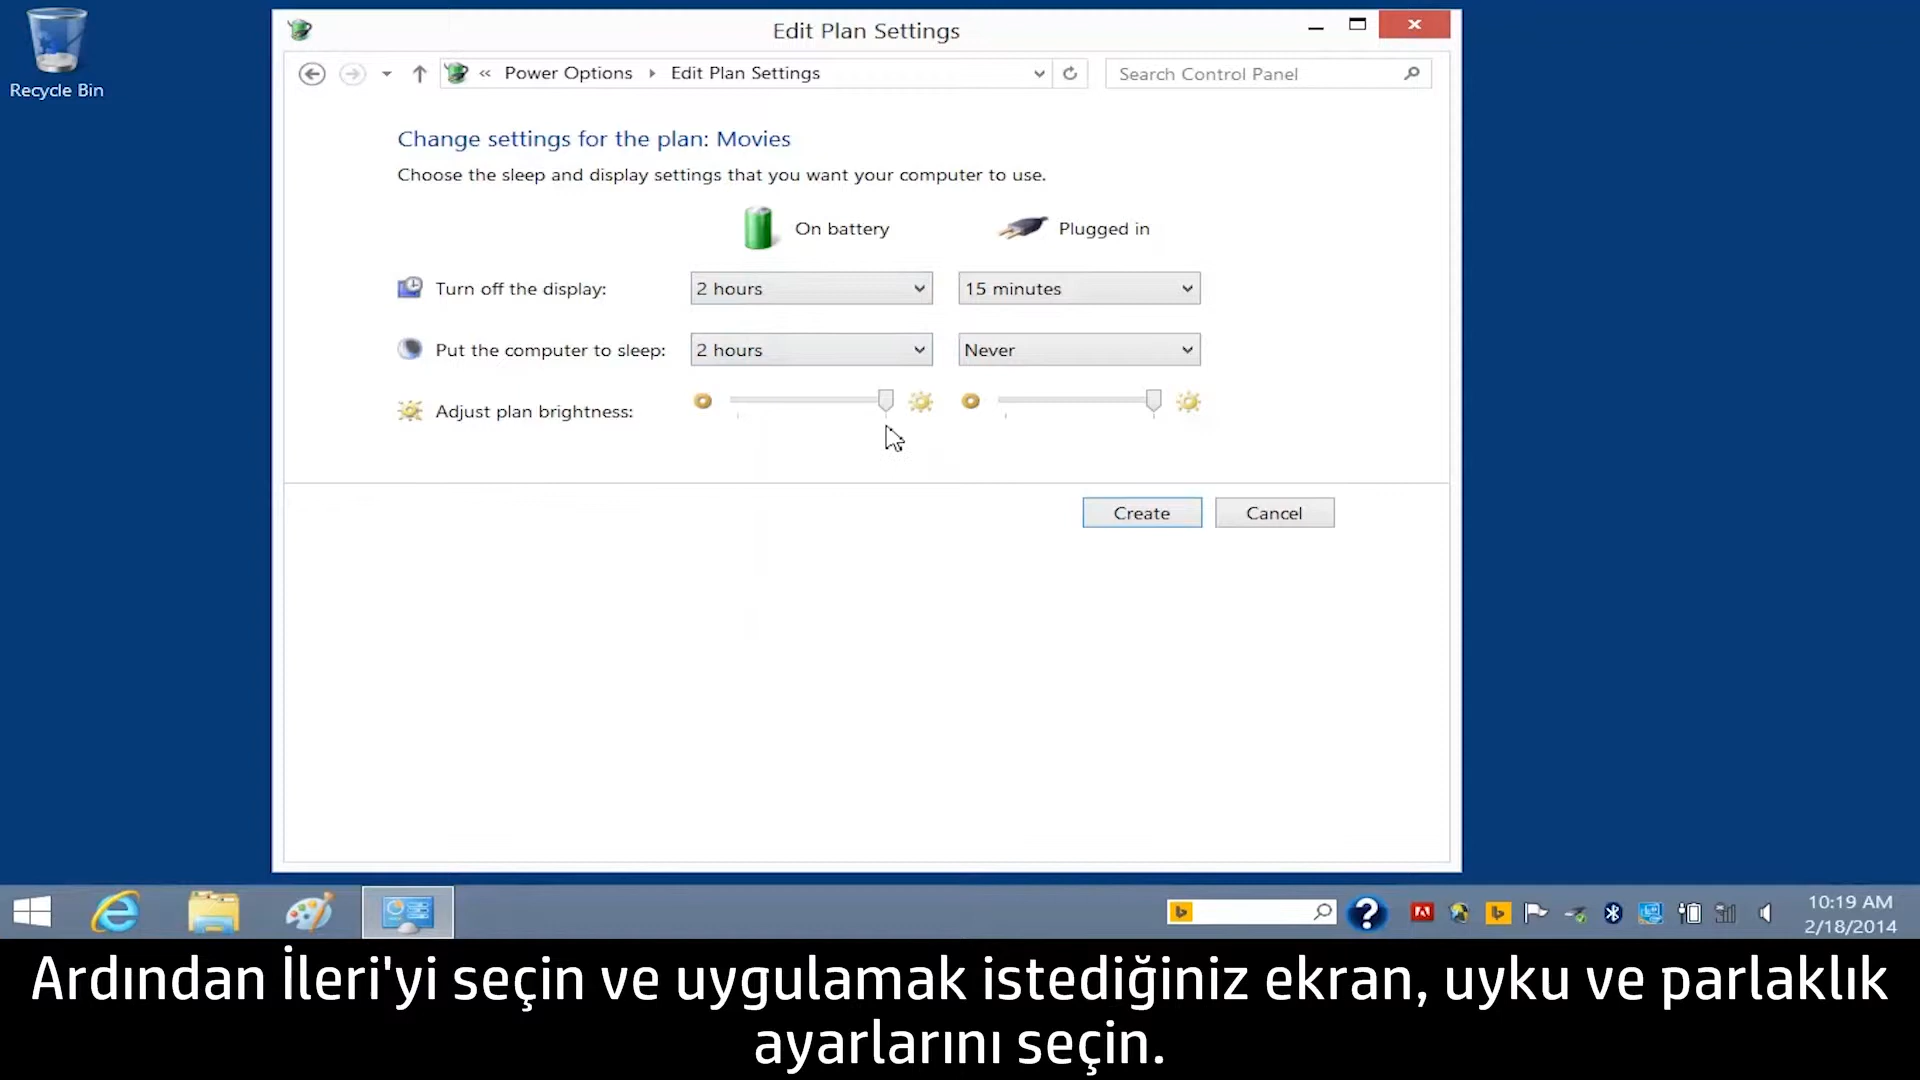 Recycle Bin
Edit Plan Settings
« Power Options ▸ Edit Plan Settings
Search Control Panel
Change settings for the plan: Movies
Choose the sleep and display settings that you want your computer to use.
On battery Plugged in
Turn off the display: 2 hours 15 minutes
Put the computer to sleep: 2 hours Never
Adjust plan brightness:
Create Cancel
10:19 AM
2/18/2014
Ardından İleri'yi seçin ve uygulamak istediğiniz ekran, uyku ve parlaklık
ayarlarını seçin.